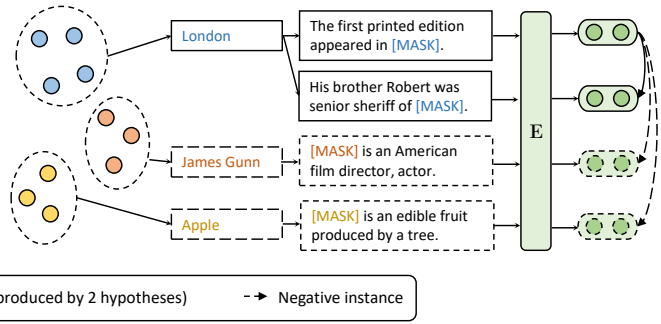 London
The first printed edition
appeared in [MASK].
His brother Robert was
senior sheriff of [MASK].
E
James Gunn
[MASK] is an American
film director, actor.
Apple
[MASK] is an edible fruit
produced by a tree.
produced by 2 hypotheses)
Negative instance